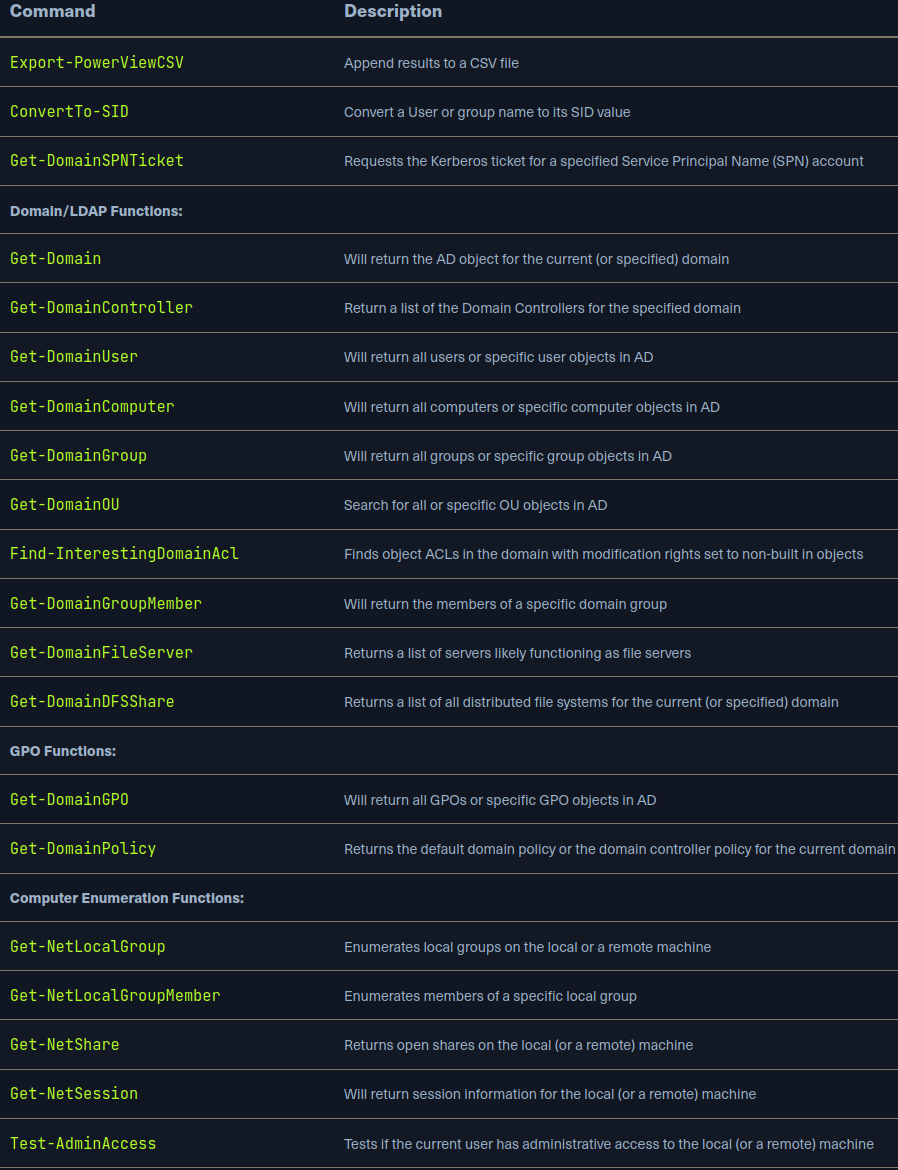 Command Description
Export-PowerViewCSV Append results to a CSV file
ConvertTo-SID Convert a User or group name to its SID value
Get-DomainSPNTicket Requests the Kerberos ticket for a specified Service Principal Name (SPN) account
Domain/LDAP Functions:
Get-Domain Will return the AD object for the current (or specified) domain
Get-DomainController Return a list of the Domain Controllers for the specified domain
Get-DomainUser Will return all users or specific user objects in AD
Get-DomainComputer Will return all computers or specific computer objects in AD
Get-DomainGroup Will return all groups or specific group objects in AD
Get-DomainOU Search for all or specific OU objects in AD
Find-InterestingDomainAcl Finds object ACLs in the domain with modification rights set to non-built in objects
Get-DomainGroupMember Will return the members of a specific domain group
Get-DomainFileServer Returns a list of servers likely functioning as file servers
Get-DomainDFSShare Returns a list of all distributed file systems for the current (or specified) domain
GPO Functions:
Get-DomainGPO Will return all GPOs or specific GPO objects in AD
Get-DomainPolicy Returns the default domain policy or the domain controller policy for the current domain
Computer Enumeration Functions:
Get-NetLocalGroup Enumerates local groups on the local or a remote machine
Get-NetLocalGroupMember Enumerates members of a specific local group
Get-NetShare Returns open shares on the local (or a remote) machine
Get-NetSession Will return session information for the local (or a remote) machine
Test-AdminAccess Tests if the current user has administrative access to the local (or a remote) machine